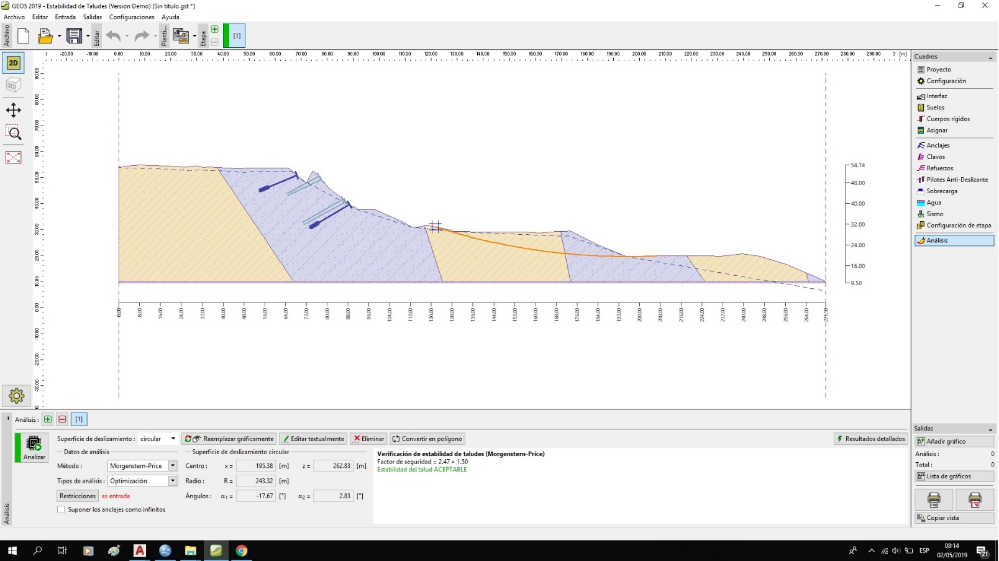 GEO5 2019 - Estabilidad de Taludes (Versión Demo) [Sin título.gst *]
Archivo Editar Entrada Salidas Configuraciones Ayuda
Archivo Editar Planti... Etapa [1]
2D -20.00 -10.00 0.00 10.00 20.00 30.00 40.00 50.00 60.00 70.00 80.00 90.00 100.00 110.00 120.00 130.00 140.00 150.00 160.00 170.00 180.00 190.00 200.00 210.00 220.00 230.00 240.00 250.00 260.00 270.00 280.00 290.00 3 [m]
3D
90.00
80.00
70.00
60.00
50.00
40.00
30.00
20.00
10.00
0.00
-10.00
-20.00
-30.00
54.74
48.00
40.00
32.00
24.00
16.00
9.50
-0.00 8.00 16.00 24.00 32.00 40.00 48.00 56.00 64.00 72.00 80.00 88.00 96.00 104.00 112.00 120.00 128.00 136.00 144.00 152.00 160.00 168.00 176.00 184.00 192.00 200.00 208.00 216.00 224.00 232.00 240.00 248.00 256.00 264.00
Cuadros
Proyecto
Configuración
Interfaz
Suelos
Cuerpos rígidos
Asignar
Anclajes
Clavos
Refuerzos
Pilotes Anti-Deslizante
Sobrecarga
Agua
Sismo
Configuración de etapa
Análisis
Análisis : [1]
Analizar
Superficie de deslizamiento : circular Reemplazar gráficamente Editar textualmente Eliminar Convertir en polígono Resultados detallados
Datos de análisis
Método : Morgenstern-Price
Tipos de análisis : Optimización
Restricciones es entrada
Suponer los anclajes como infinitos
Superficie de deslizamiento circular
Centro : x = 195.38 [m] z = 262.83 [m]
Radio : R = 243.32 [m]
Ángulos : α1 = -17.67 [°] α2 = 2.83 [°]
Verificación de estabilidad de taludes (Morgenstern-Price)
Factor de seguridad = 2.47 > 1.50
Estabilidad del talud ACEPTABLE
Análisis
Salidas
Añadir gráfico
Análisis : 0
Total : 0
Lista de gráficos
Copiar vista
ESP
08:14
02/05/2019
21